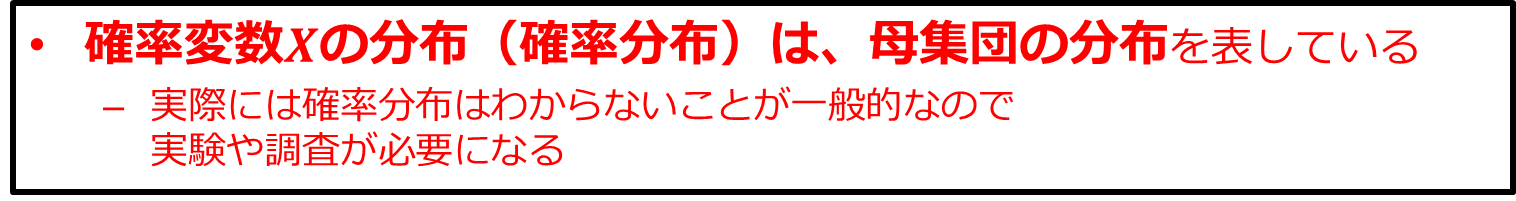 • 確率変数Xの分布（確率分布）は、母集団の分布を表している
– 実際には確率分布はわからないことが一般的なので
実験や調査が必要になる